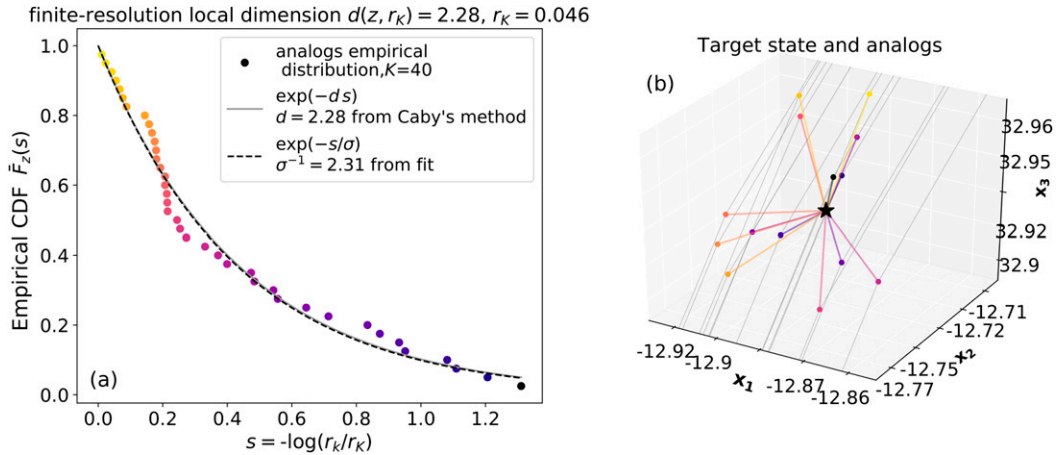 finite-resolution local dimension d(z, r_K) = 2.28, r_K = 0.046
1.0
0.8
0.6
0.4
0.2
0.0
Empirical CDF F̄_z(s)
analogs empirical
distribution,K=40
exp(−d s)
d = 2.28 from Caby's method
exp(−s/σ)
σ⁻¹ = 2.31 from fit
(a)
0.0 0.2 0.4 0.6 0.8 1.0 1.2
s = -log(r_k/r_K)
Target state and analogs
(b)
32.96
32.95
x₃
32.92
32.9
-12.71
-12.72
x₂
-12.75
-12.77
-12.92
-12.9
x₁
-12.87
-12.86